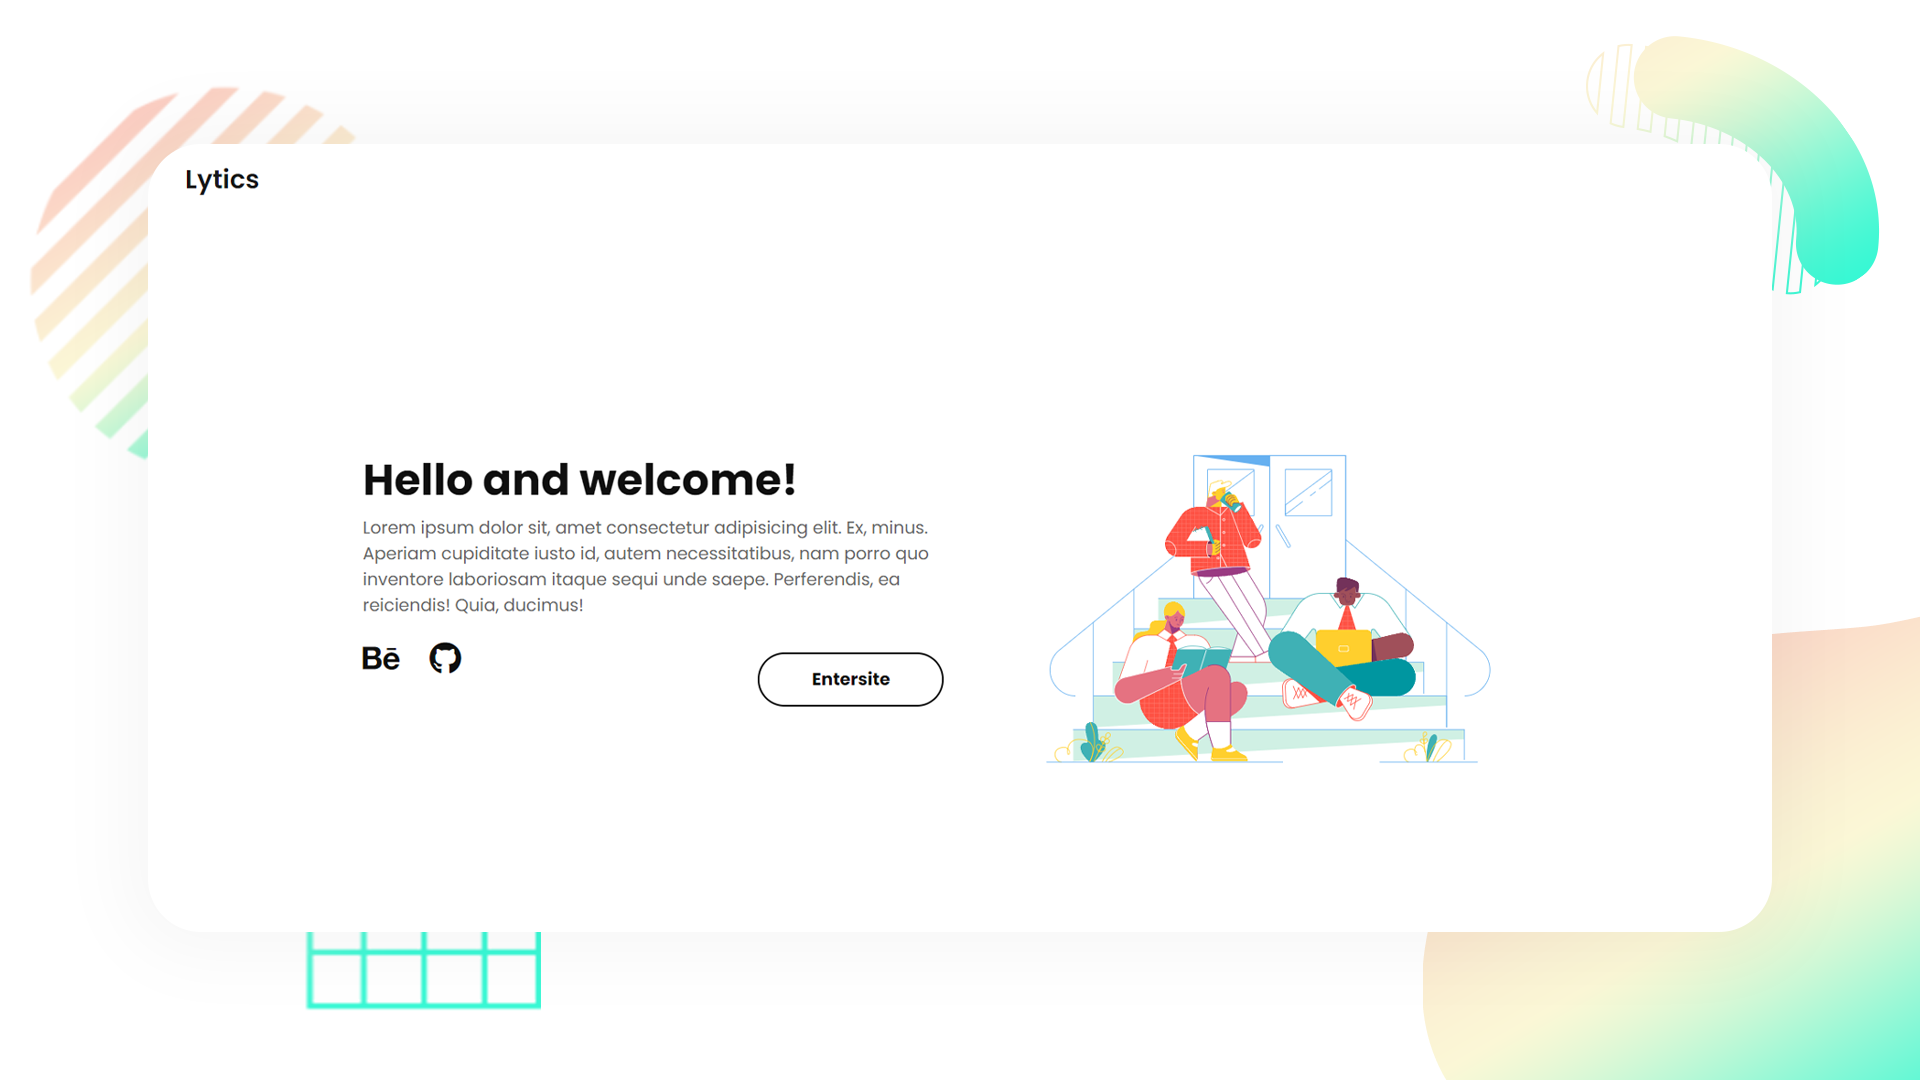 Lytics
Hello and welcome!
Lorem ipsum dolor sit, amet consectetur adipisicing elit. Ex, minus.
Aperiam cupiditate iusto id, autem necessitatibus, nam porro quo
inventore laboriosam itaque sequi unde saepe. Perferendis, ea
reiciendis! Quia, ducimus!
Bē
Entersite